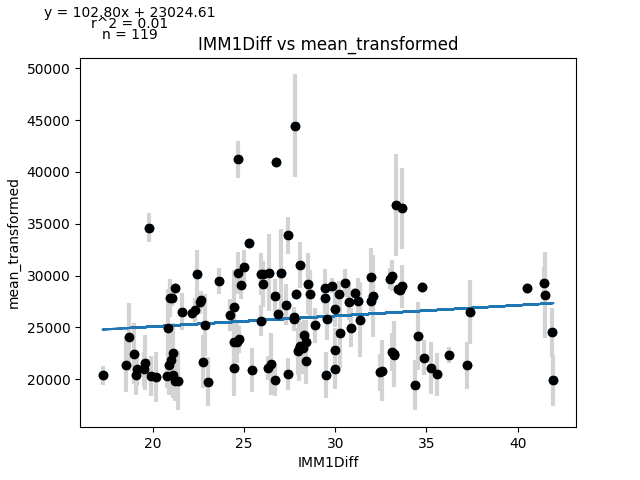 y = 102.80x + 23024.61
r^2 = 0.01
n = 119
IMM1Diff vs mean_transformed
50000
45000
40000
35000
30000
25000
20000
mean_transformed
20 25 30 35 40
IMM1Diff